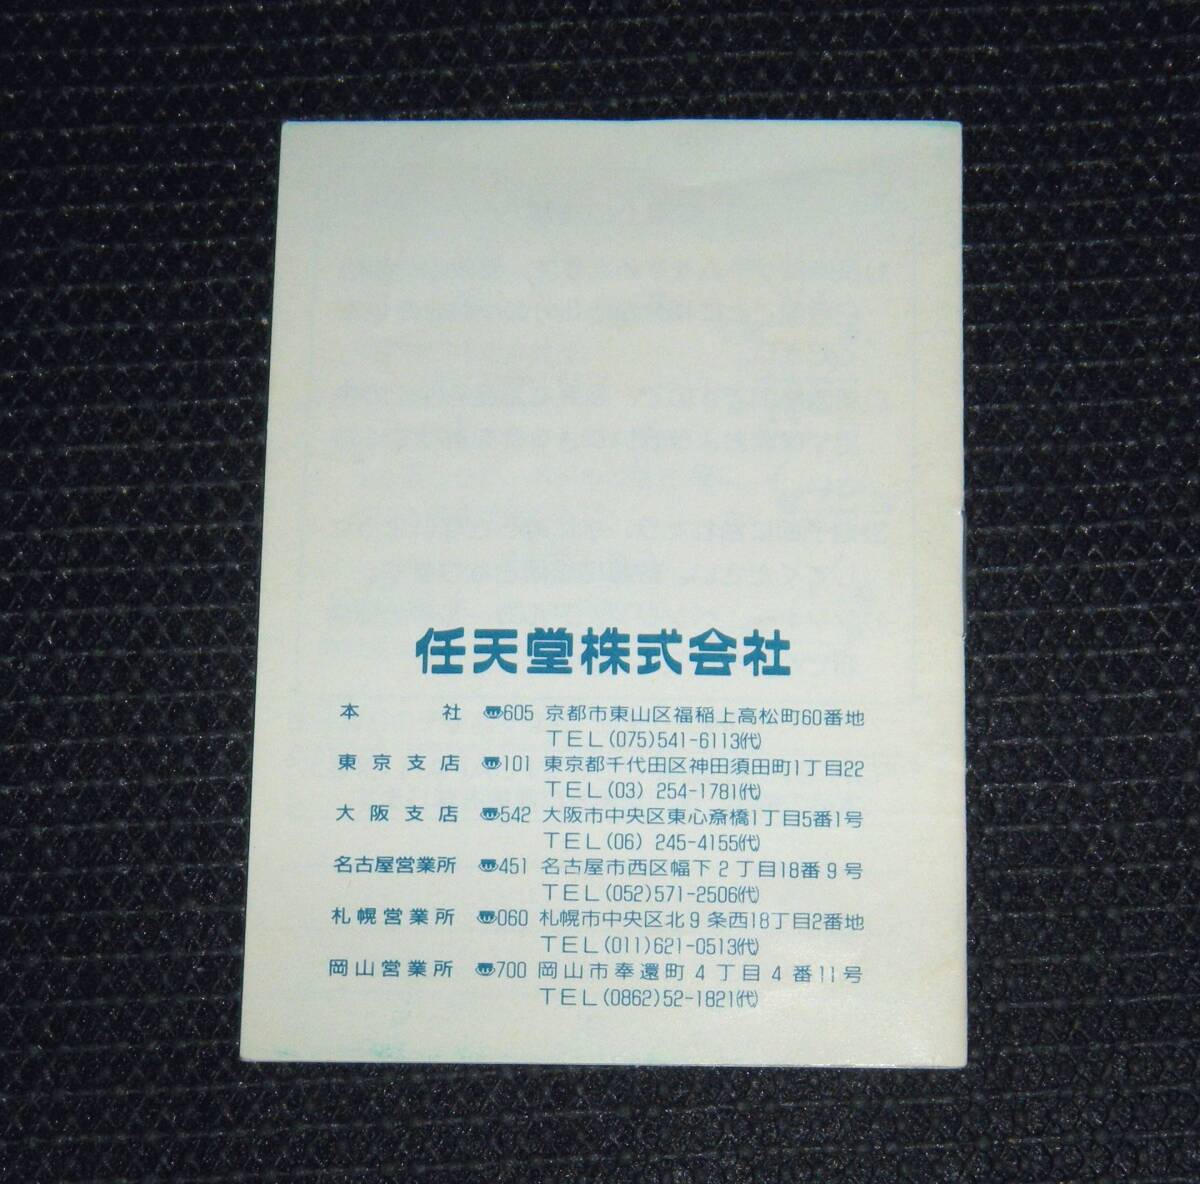 任天堂株式会社
本社 〠605 京都市東山区福稲上高松町60番地
TEL(075)541-6113㈹
東京支店 〠101 東京都千代田区神田須田町1丁目22
TEL(03) 254-1781㈹
大阪支店 〠542 大阪市中央区東心斎橋1丁目5番1号
TEL(06) 245-4155㈹
名古屋営業所 〠451 名古屋市西区幅下2丁目18番9号
TEL(052)571-2506㈹
札幌営業所 〠060 札幌市中央区北9条西18丁目2番地
TEL(011)621-0513㈹
岡山営業所 〠700 岡山市奉還町4丁目4番11号
TEL(0862)52-1821㈹